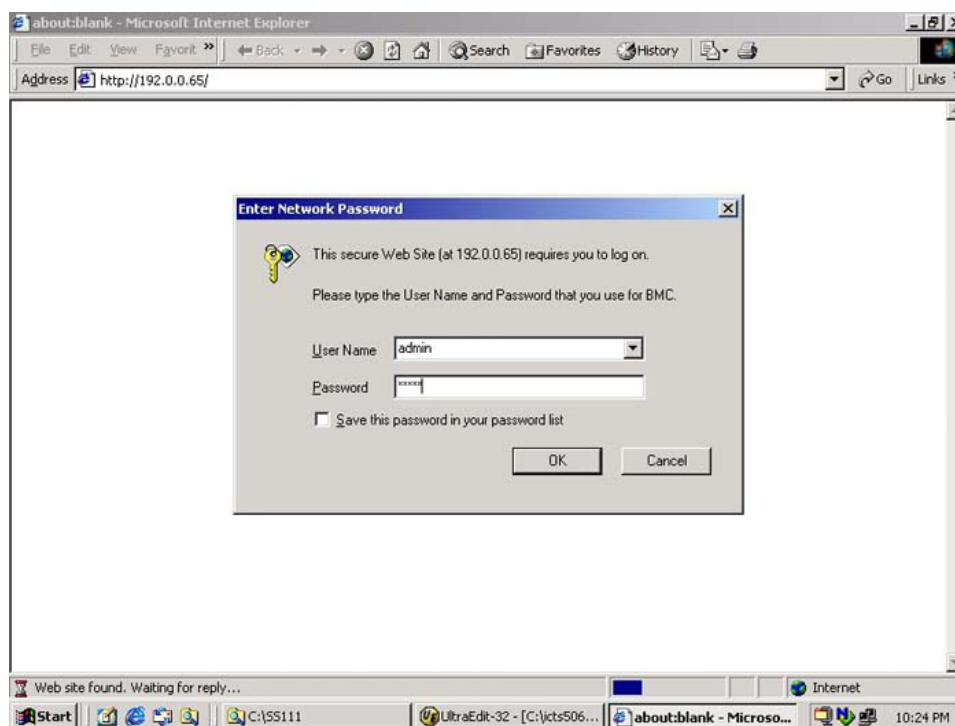 about:blank - Microsoft Internet Explorer
File Edit View Favorit » Back Search Favorites History
Address http://192.0.0.65/ Go Links
Enter Network Password
This secure Web Site (at 192.0.0.65) requires you to log on.
Please type the User Name and Password that you use for BMC.
User Name admin
Password *****
Save this password in your password list
OK Cancel
Web site found. Waiting for reply... Internet
Start C:\SS111 UltraEdit-32 - [C:\icts506... about:blank - Microso... 10:24 PM